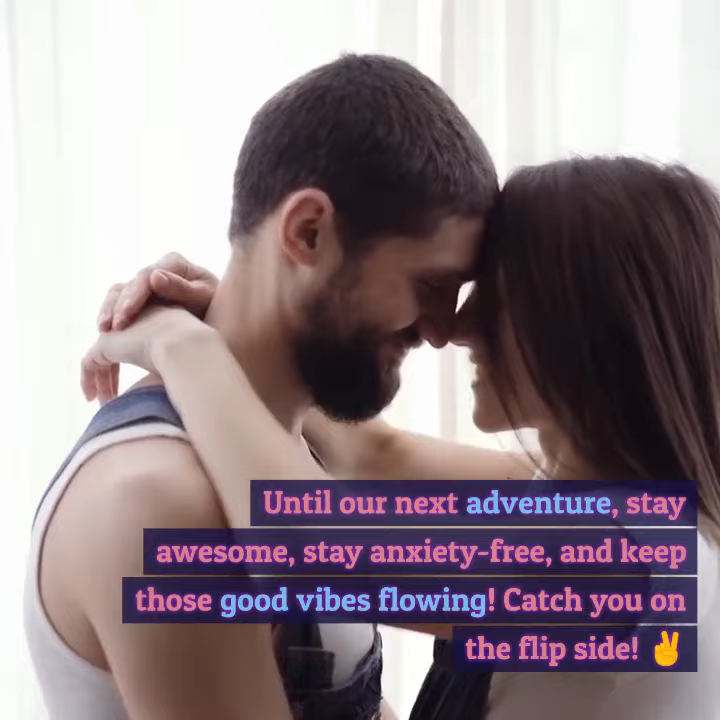 Until our next adventure, stay
awesome, stay anxiety-free, and keep
those good vibes flowing! Catch you on
the flip side! ✌️